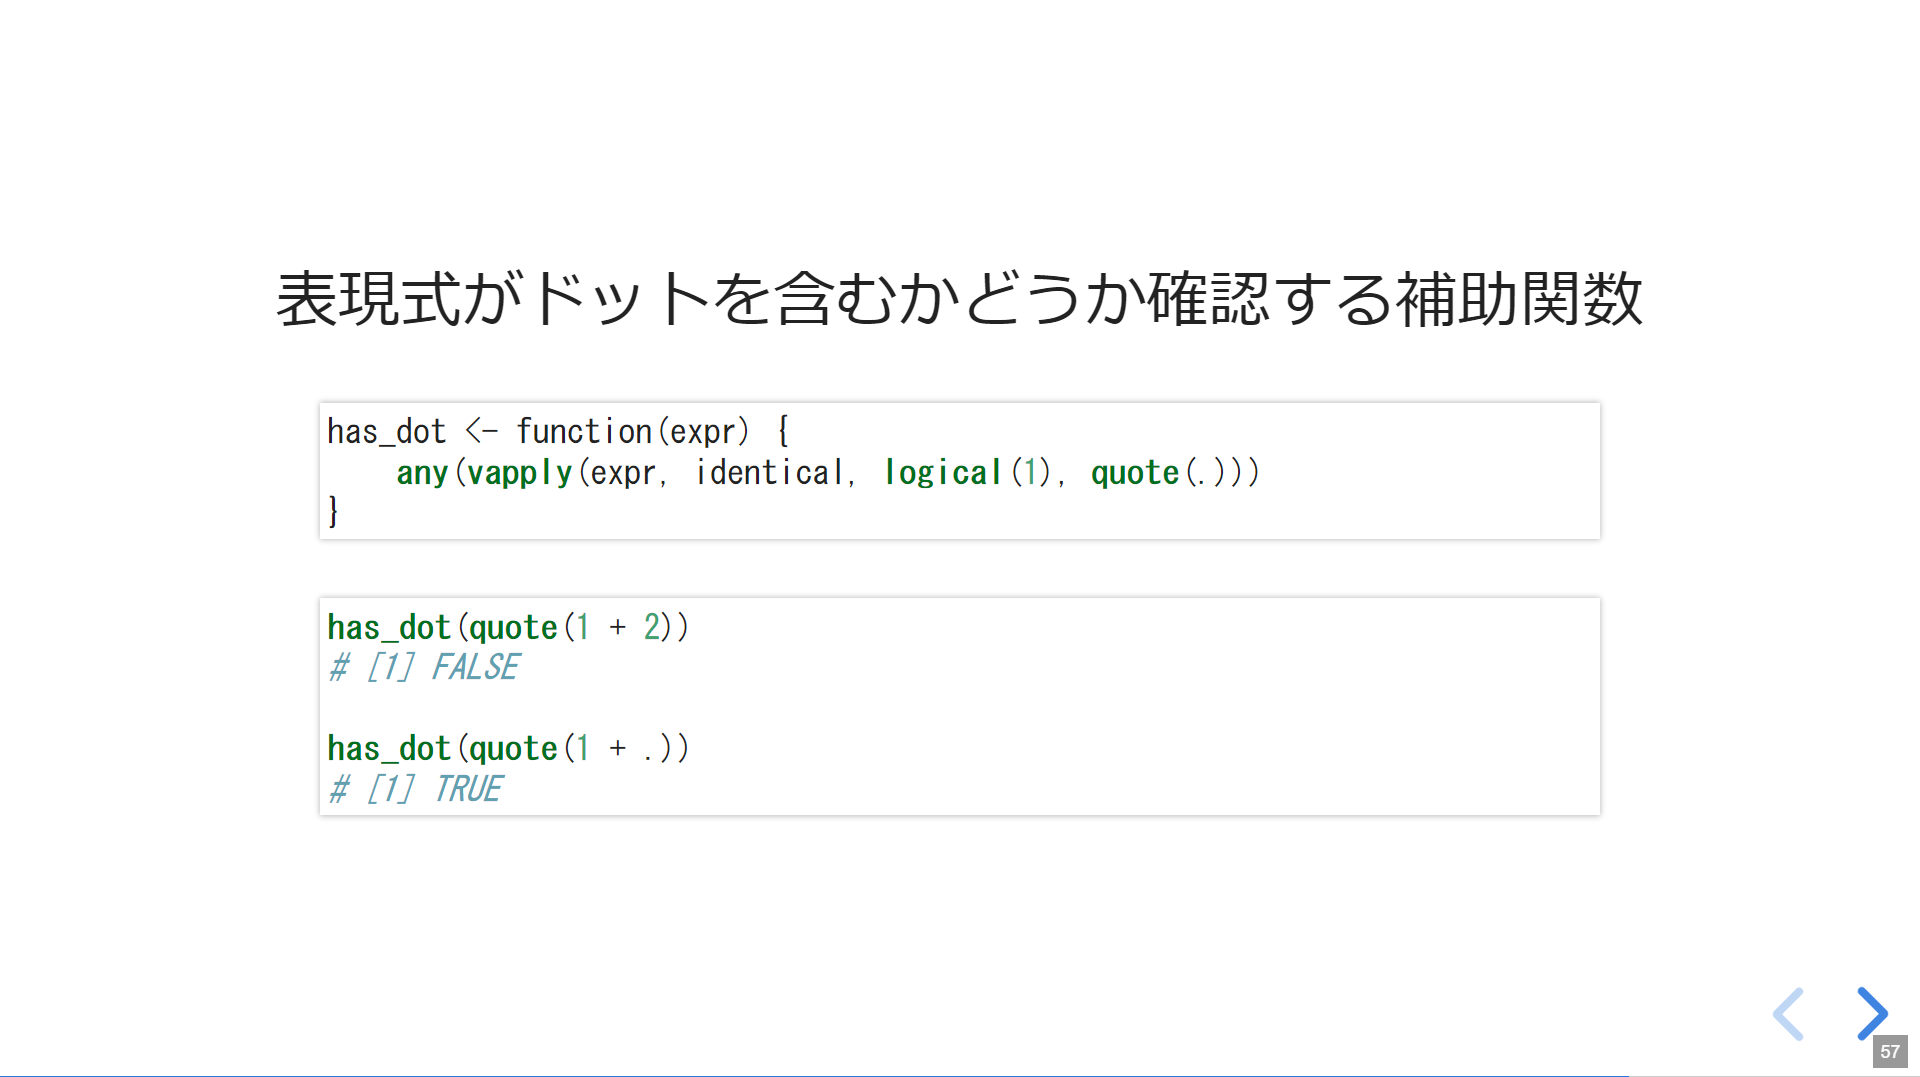 表現式がドットを含むかどうか確認する補助関数
has_dot <- function(expr) {
    any(vapply(expr, identical, logical(1), quote(.)))
}
has_dot(quote(1 + 2))
# [1] FALSE
has_dot(quote(1 + .))
# [1] TRUE
57